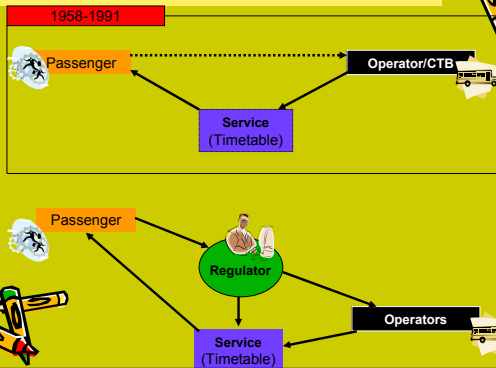 1958-1991
Passenger
Operator/CTB
Service
(Timetable)
Passenger
Regulator
Operators
Service
(Timetable)